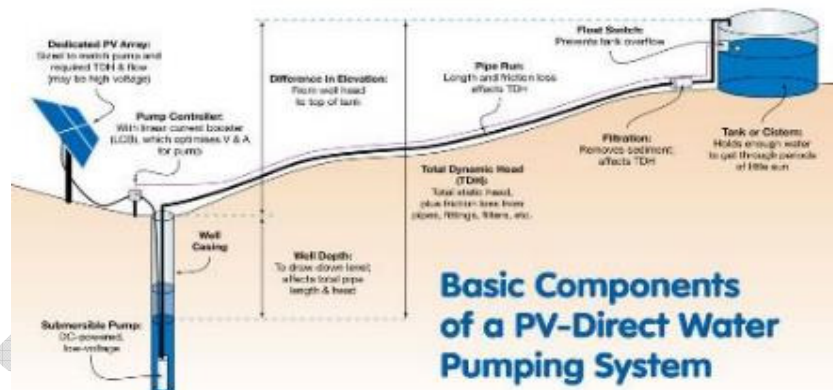 Dedicated PV Array:
Sized to match pump and
required TDH & flow
(may be high voltage)
Pump Controller:
With linear current booster
(LCB), which optimises V & A
for pump
Difference in Elevation:
From well head
to top of tank
Pipe Run:
Length and friction loss
affects TDH
Float Switch:
Prevents tank overflow
Filtration:
Removes sediment;
affects TDH
Tank or Cistern:
Holds enough water
to get through periods
of little sun
Total Dynamic Head
(TDH):
Total static head,
plus friction loss from
pipes, fittings, filters, etc.
Well
Casing
Well Depth:
To draw-down level;
affects total pipe
length & head
Submersible Pump:
DC-powered,
low-voltage
Basic Components
of a PV-Direct Water
Pumping System